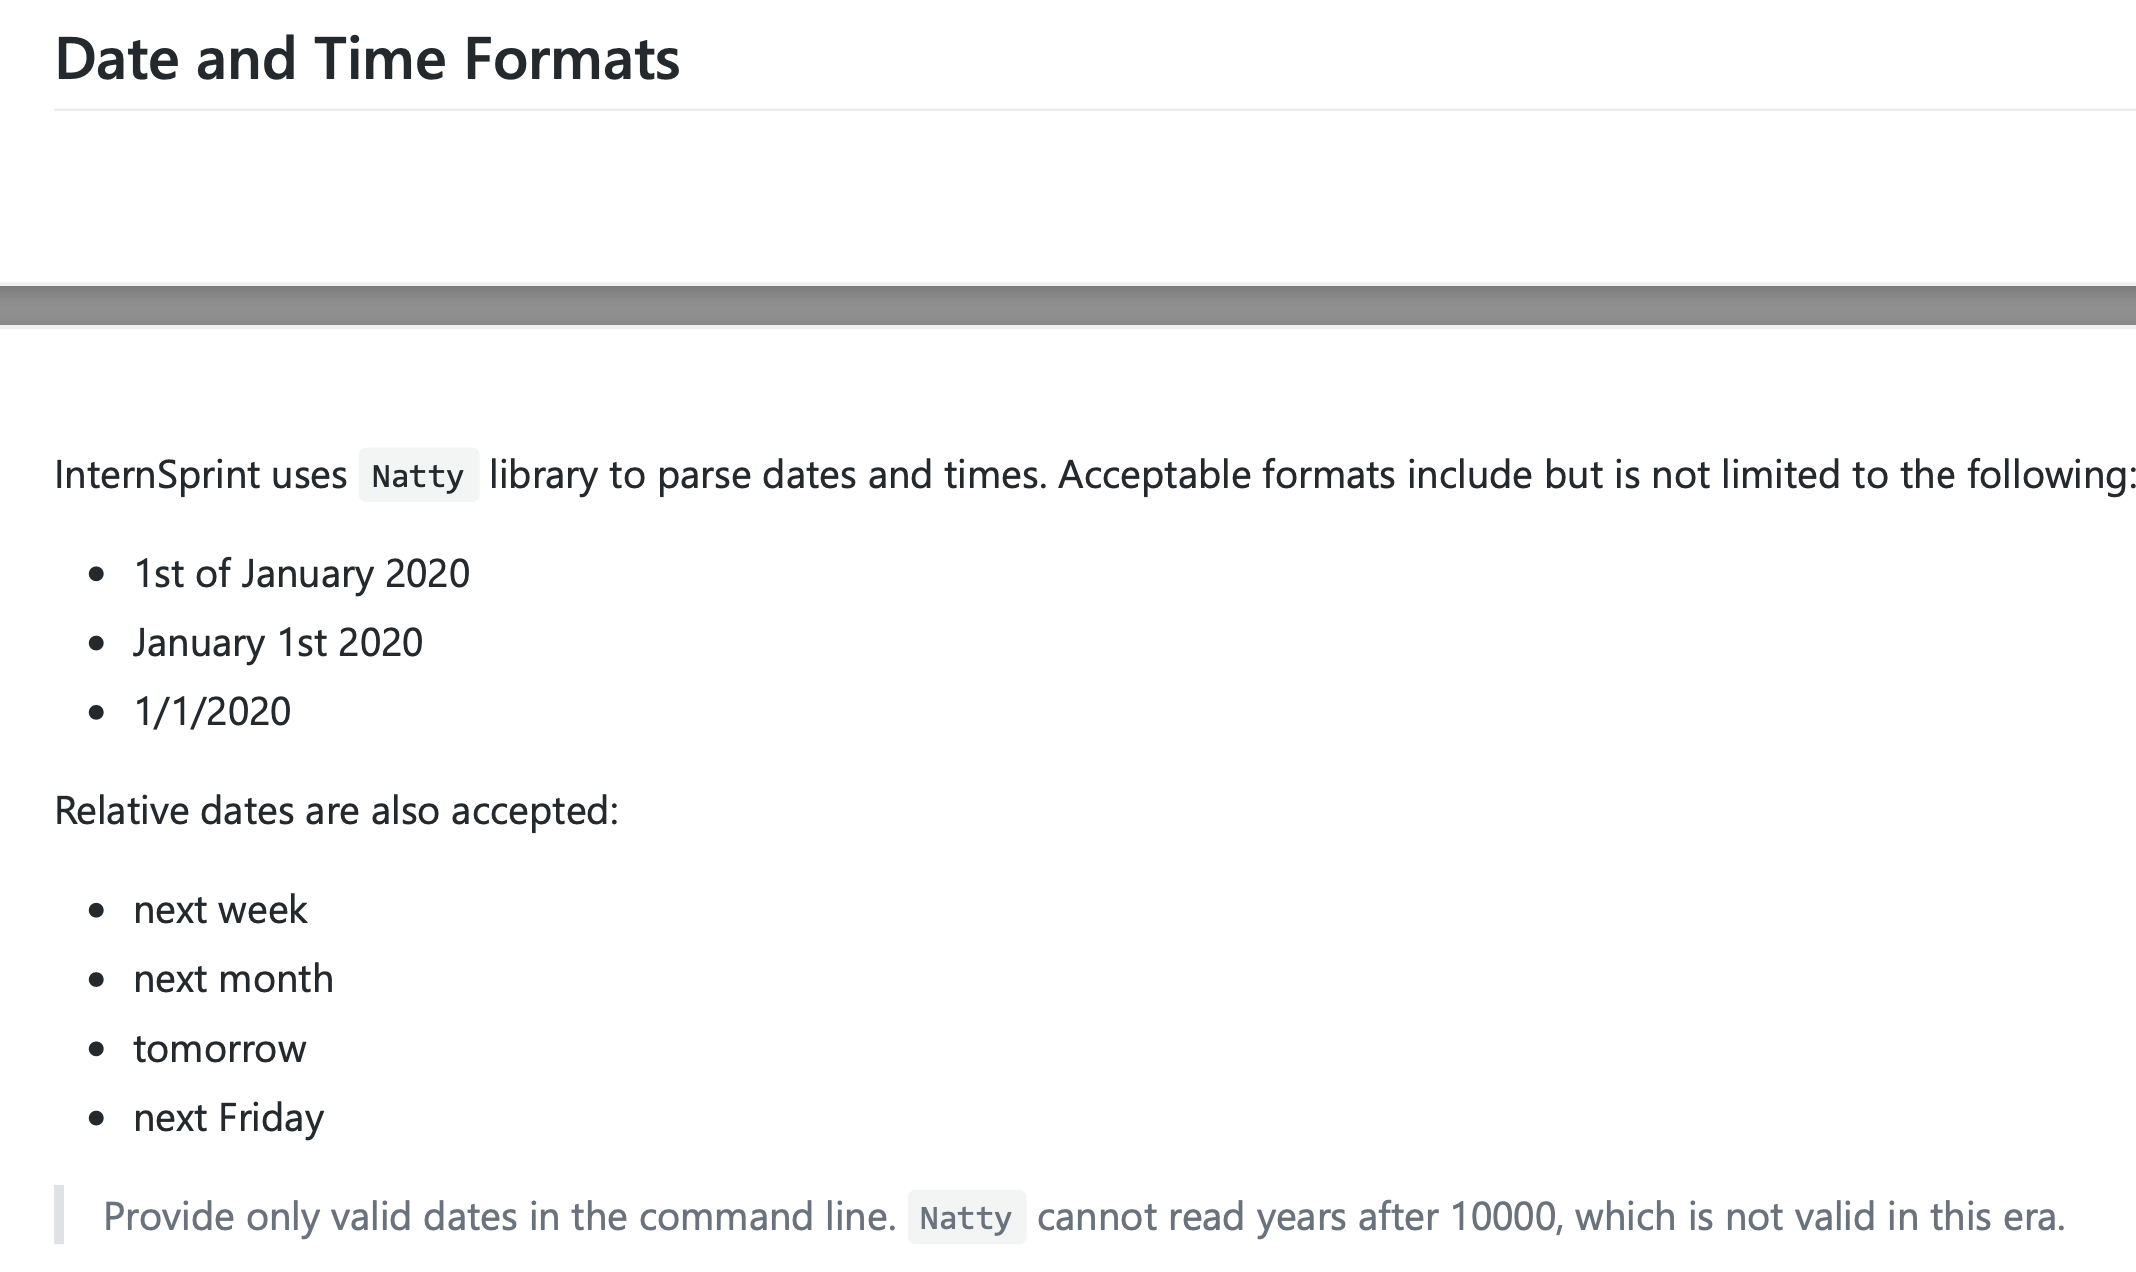 Date and Time Formats
InternSprint uses Natty library to parse dates and times. Acceptable formats include but is not limited to the following:
1st of January 2020
January 1st 2020
1/1/2020
Relative dates are also accepted:
next week
next month
tomorrow
next Friday
Provide only valid dates in the command line. Natty cannot read years after 10000, which is not valid in this era.